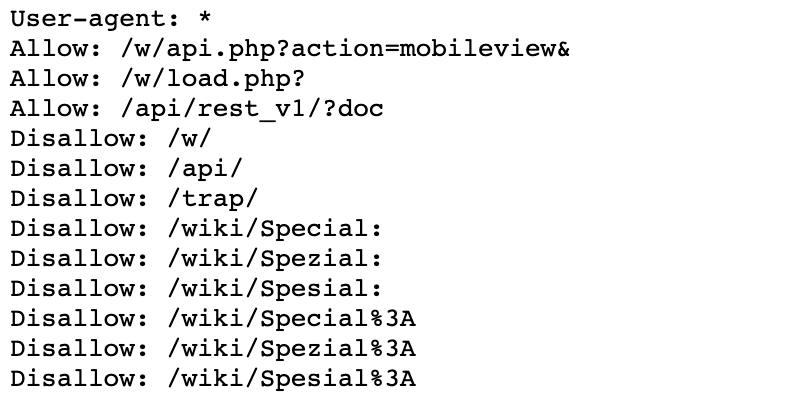 User-agent: *
Allow: /w/api.php?action=mobileview&
Allow: /w/load.php?
Allow: /api/rest_v1/?doc
Disallow: /w/
Disallow: /api/
Disallow: /trap/
Disallow: /wiki/Special:
Disallow: /wiki/Spezial:
Disallow: /wiki/Spesial:
Disallow: /wiki/Special%3A
Disallow: /wiki/Spezial%3A
Disallow: /wiki/Spesial%3A